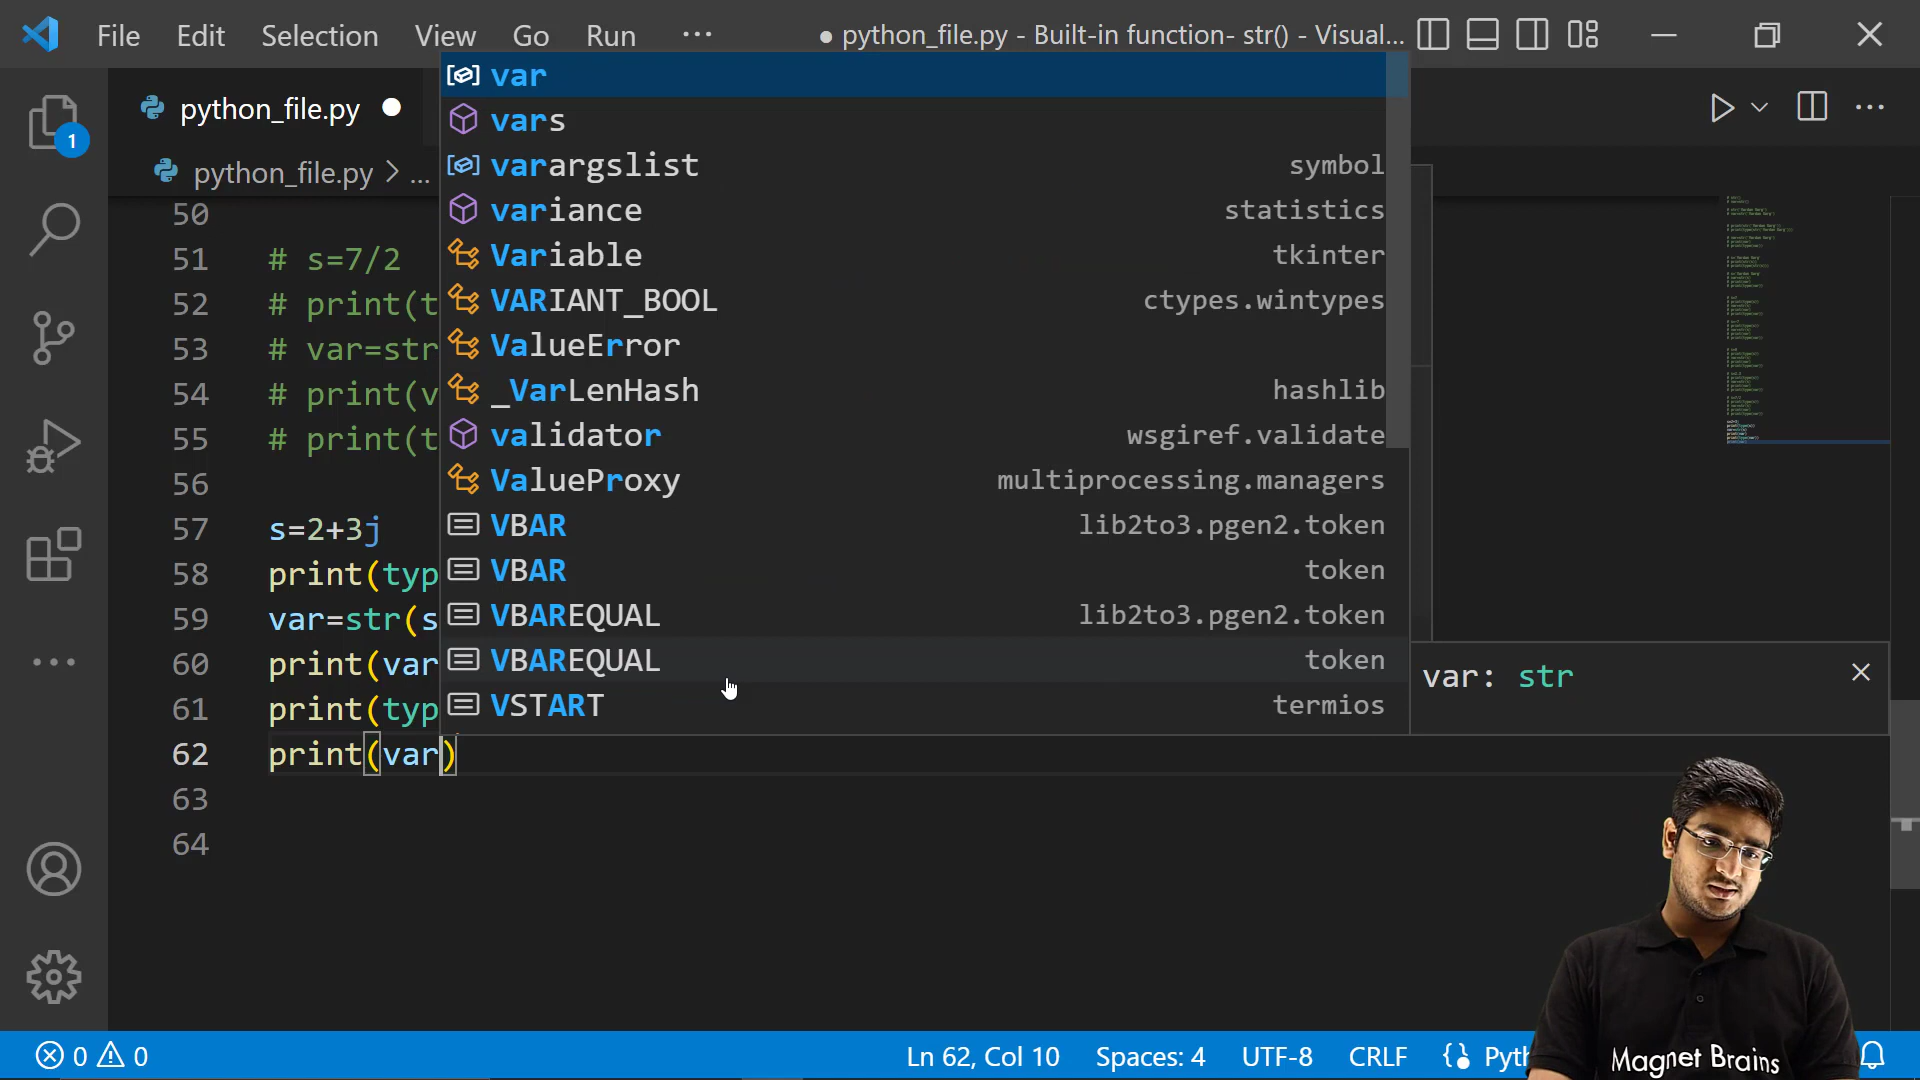 File Edit Selection View Go Run ... ● python_file.py - Built-in function- str() - Visual...
python_file.py ●
1
python_file.py > ...
var
vars
varargslist symbol
variance statistics
Variable tkinter
VARIANT_BOOL ctypes.wintypes
ValueError
_VarLenHash hashlib
validator wsgiref.validate
ValueProxy multiprocessing.managers
VBAR lib2to3.pgen2.token
VBAR token
VBAREQUAL lib2to3.pgen2.token
VBAREQUAL token
VSTART termios
var: str
50
51 # s=7/2
52 # print(t
53 # var=str
54 # print(v
55 # print(t
56
57 s=2+3j
58 print(typ
59 var=str(s
60 print(var
61 print(typ
62 print(var)
63
64
0 0 Ln 62, Col 10 Spaces: 4 UTF-8 CRLF Pyth
Magnet Brains